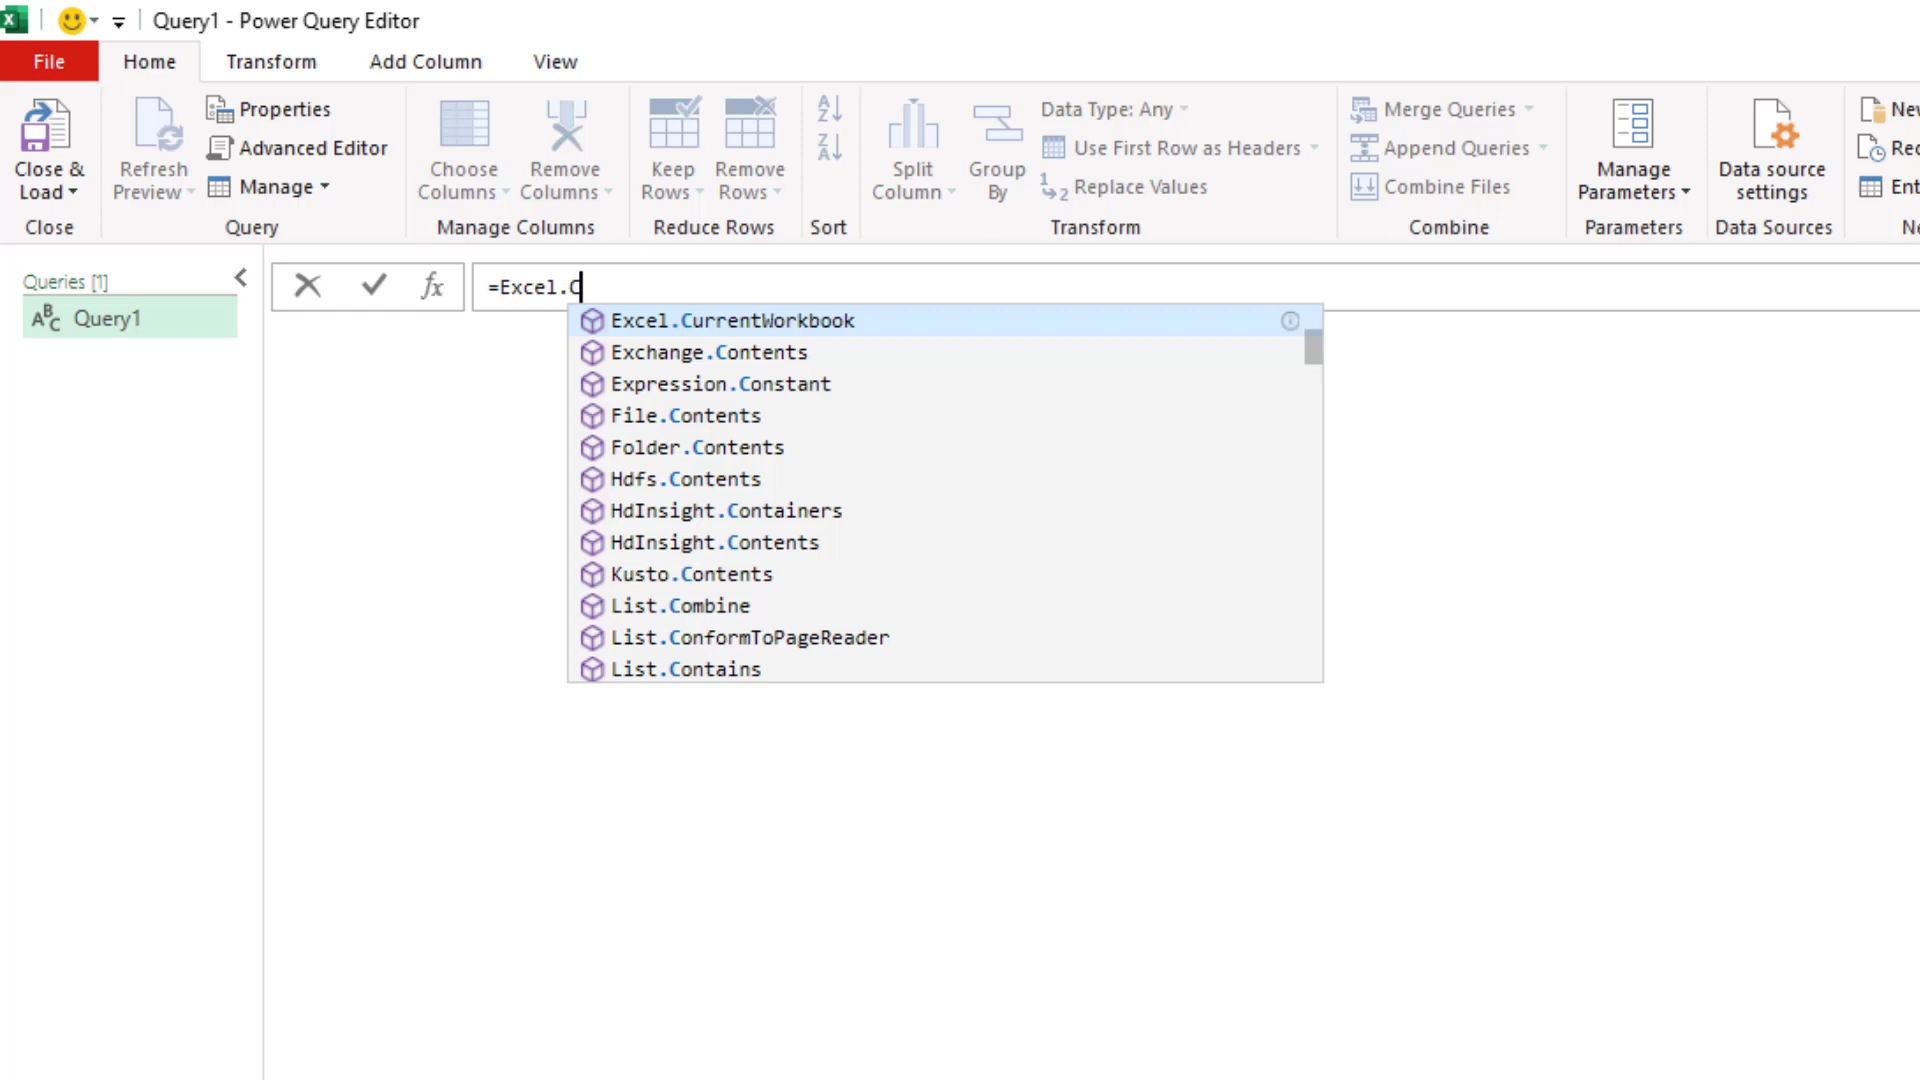 Query1 - Power Query Editor
File Home Transform Add Column View
Close & Load
Close
Refresh Preview
Properties
Advanced Editor
Manage
Query
Choose Columns
Remove Columns
Manage Columns
Keep Rows
Remove Rows
Reduce Rows
A
Z
Z
A
Sort
Split Column
Group By
Data Type: Any
Use First Row as Headers
1
2 Replace Values
Transform
Merge Queries
Append Queries
Combine Files
Combine
Manage Parameters
Parameters
Data source settings
Data Sources
Queries [1]
ABC Query1
fx
=Excel.C
Excel.CurrentWorkbook
Exchange.Contents
Expression.Constant
File.Contents
Folder.Contents
Hdfs.Contents
HdInsight.Containers
HdInsight.Contents
Kusto.Contents
List.Combine
List.ConformToPageReader
List.Contains